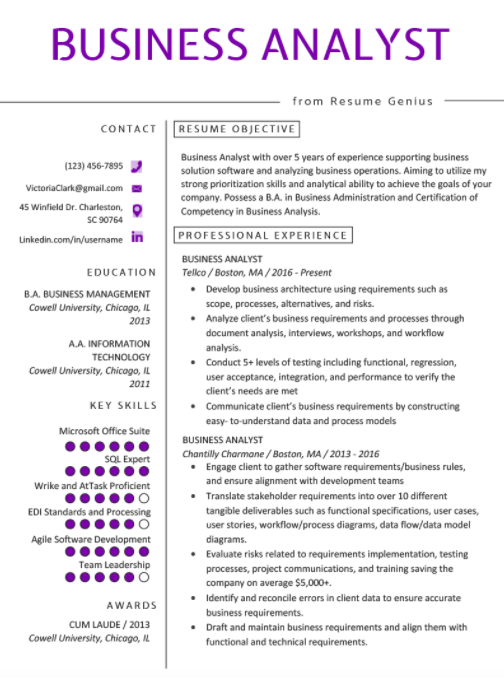 BUSINESS ANALYST
from Resume Genius
CONTACT
(123) 456-7895
VictoriaClark@gmail.com
45 Winfield Dr. Charleston,
SC 90764
Linkedin.com/in/username
in
EDUCATION
B.A. BUSINESS MANAGEMENT
Cowell University, Chicago, IL
2013
A.A. INFORMATION
TECHNOLOGY
Cowell University, Chicago, IL
2011
KEY SKILLS
Microsoft Office Suite
SQL Expert
Wrike and AtTask Proficient
EDI Standards and Processing
Agile Software Development
Team Leadership
AWARDS
CUM LAUDE / 2013
Cowell University, Chicago, IL
RESUME OBJECTIVE
Business Analyst with over 5 years of experience supporting business
solution software and analyzing business operations. Aiming to utilize my
strong prioritization skills and analytical ability to achieve the goals of your
company. Possess a B.A. in Business Administration and Certification of
Competency in Business Analysis.
PROFESSIONAL EXPERIENCE
BUSINESS ANALYST
Tellco / Boston, MA / 2016 - Present
• Develop business architecture using requirements such as
scope, processes, alternatives, and risks.
• Analyze client's business requirements and processes through
document analysis, interviews, workshops, and workflow
analysis.
• Conduct 5+ levels of testing including functional, regression,
user acceptance, integration, and performance to verify the
client's needs are met
• Communicate client's business requirements by constructing
easy- to-understand data and process models
BUSINESS ANALYST
Chantilly Charmane / Boston, MA / 2013 - 2016
• Engage client to gather software requirements/business rules,
and ensure alignment with development teams
• Translate stakeholder requirements into over 10 different
tangible deliverables such as functional specifications, user cases,
user stories, workflow/process diagrams, data flow/data model
diagrams.
• Evaluate risks related to requirements implementation, testing
processes, project communications, and training saving the
company on average $5,000+.
• Identify and reconcile errors in client data to ensure accurate
business requirements.
• Draft and maintain business requirements and align them with
functional and technical requirements.